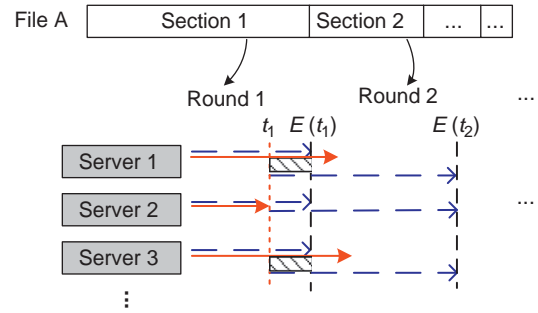 File A Section 1 Section 2 ... ...
Round 1 Round 2 ...
t1 E (t1) E (t2)
Server 1
Server 2 ...
Server 3
⋮